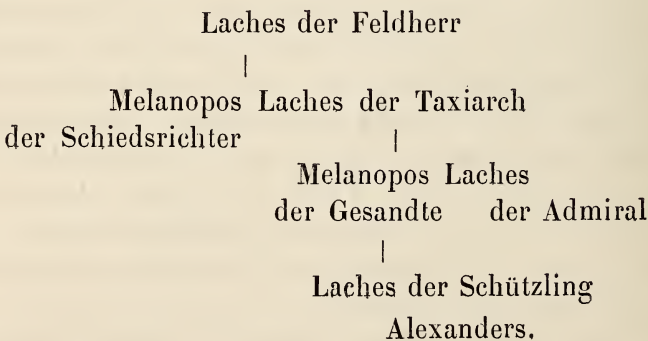 Laches der Feldherr
Melanopos Laches der Taxiarch
der Schiedsrichter
Melanopos Laches
der Gesandte der Admiral
Laches der Schützling
Alexanders.